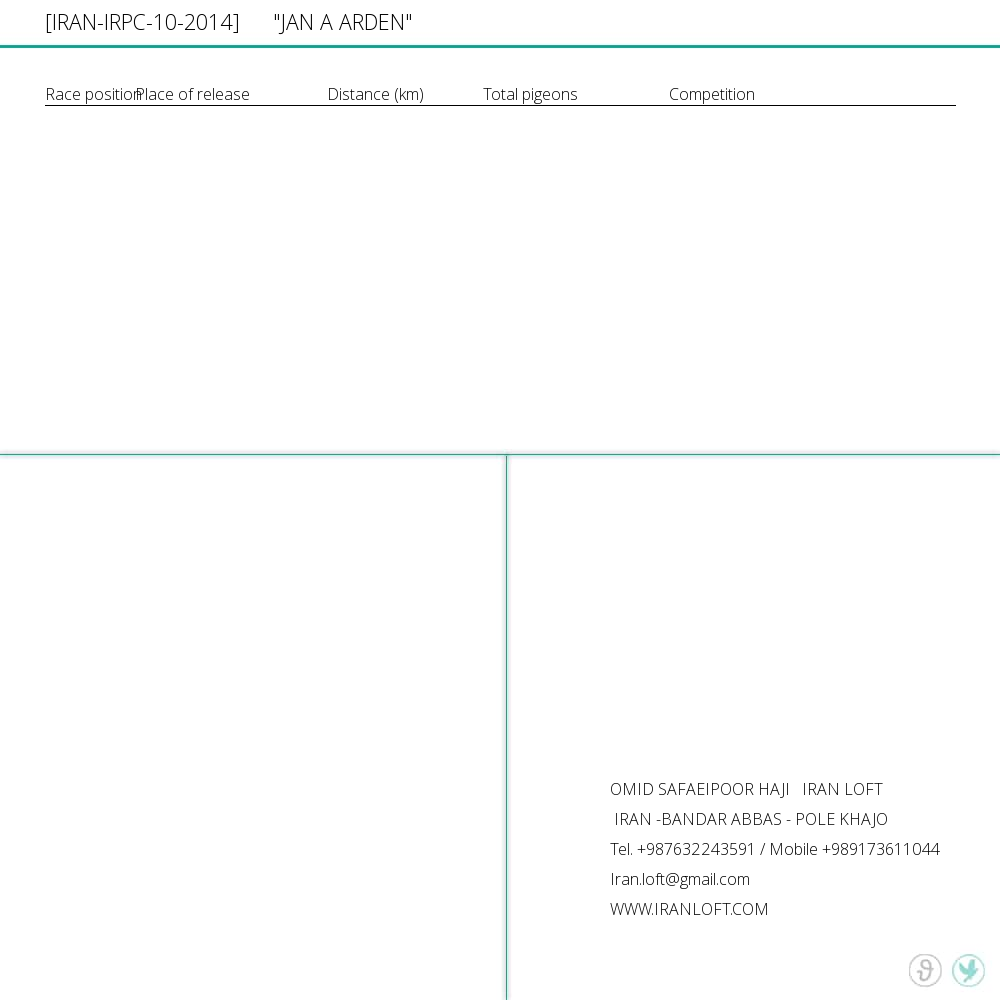 [IRAN-IRPC-10-2014] "JAN A ARDEN"
Race position Place of release Distance (km) Total pigeons Competition
OMID SAFAEIPOOR HAJI IRAN LOFT
IRAN -BANDAR ABBAS - POLE KHAJO
Tel. +987632243591 / Mobile +989173611044
Iran.loft@gmail.com
WWW.IRANLOFT.COM